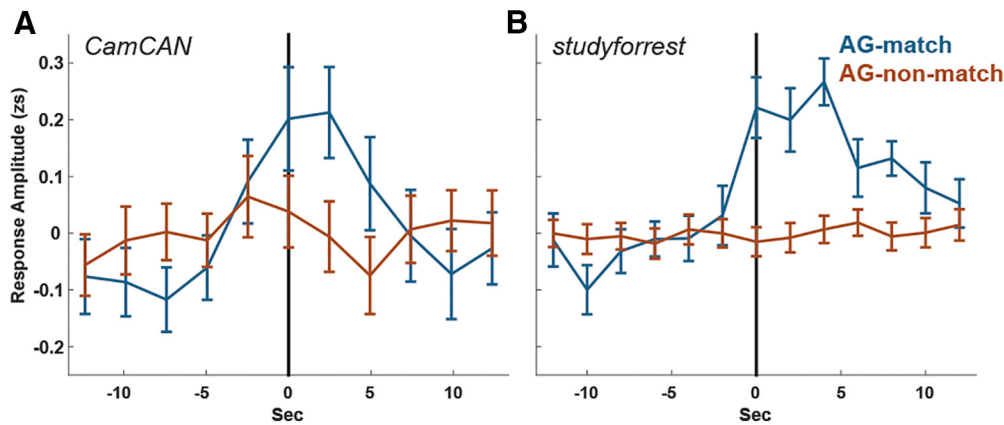 A
CamCAN
B
studyforrest
AG-match
AG-non-match
Response Amplitude (zs)
0.3
0.2
0.1
0
-0.1
-0.2
-10 -5 0 5 10
Sec
-10 -5 0 5 10
Sec